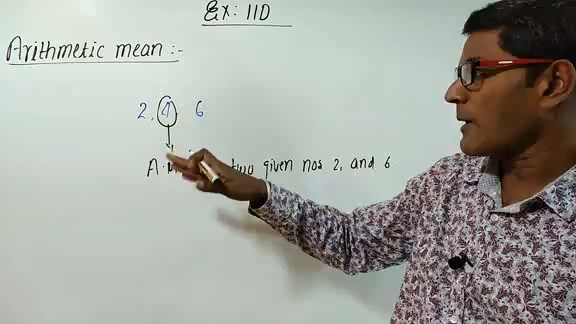 Ex: 11D
Arithmetic mean :-
2, 4 6
two given nos 2, and 6